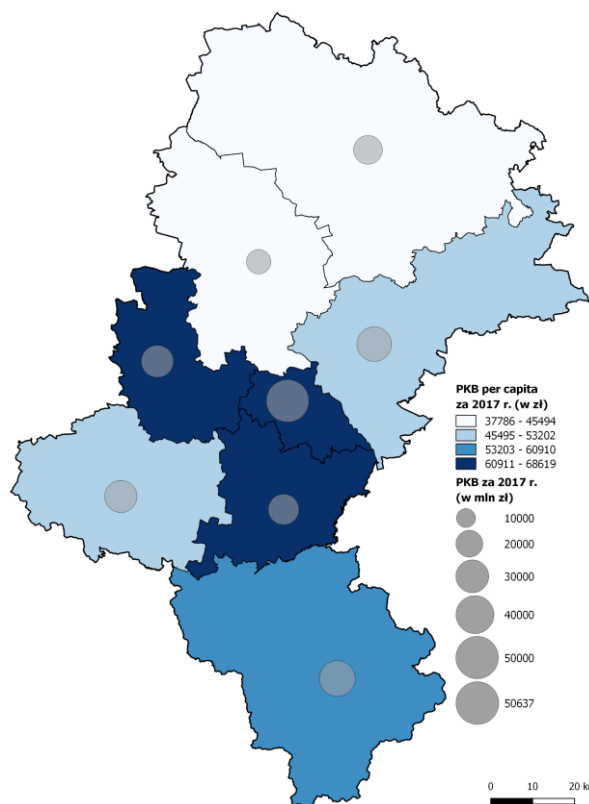 PKB per capita
za 2017 r. (w zł)
37786 - 45494
45495 - 53202
53203 - 60910
60911 - 68619
PKB za 2017 r.
(w mln zł)
10000
20000
30000
40000
50000
50637
0 10 20 km